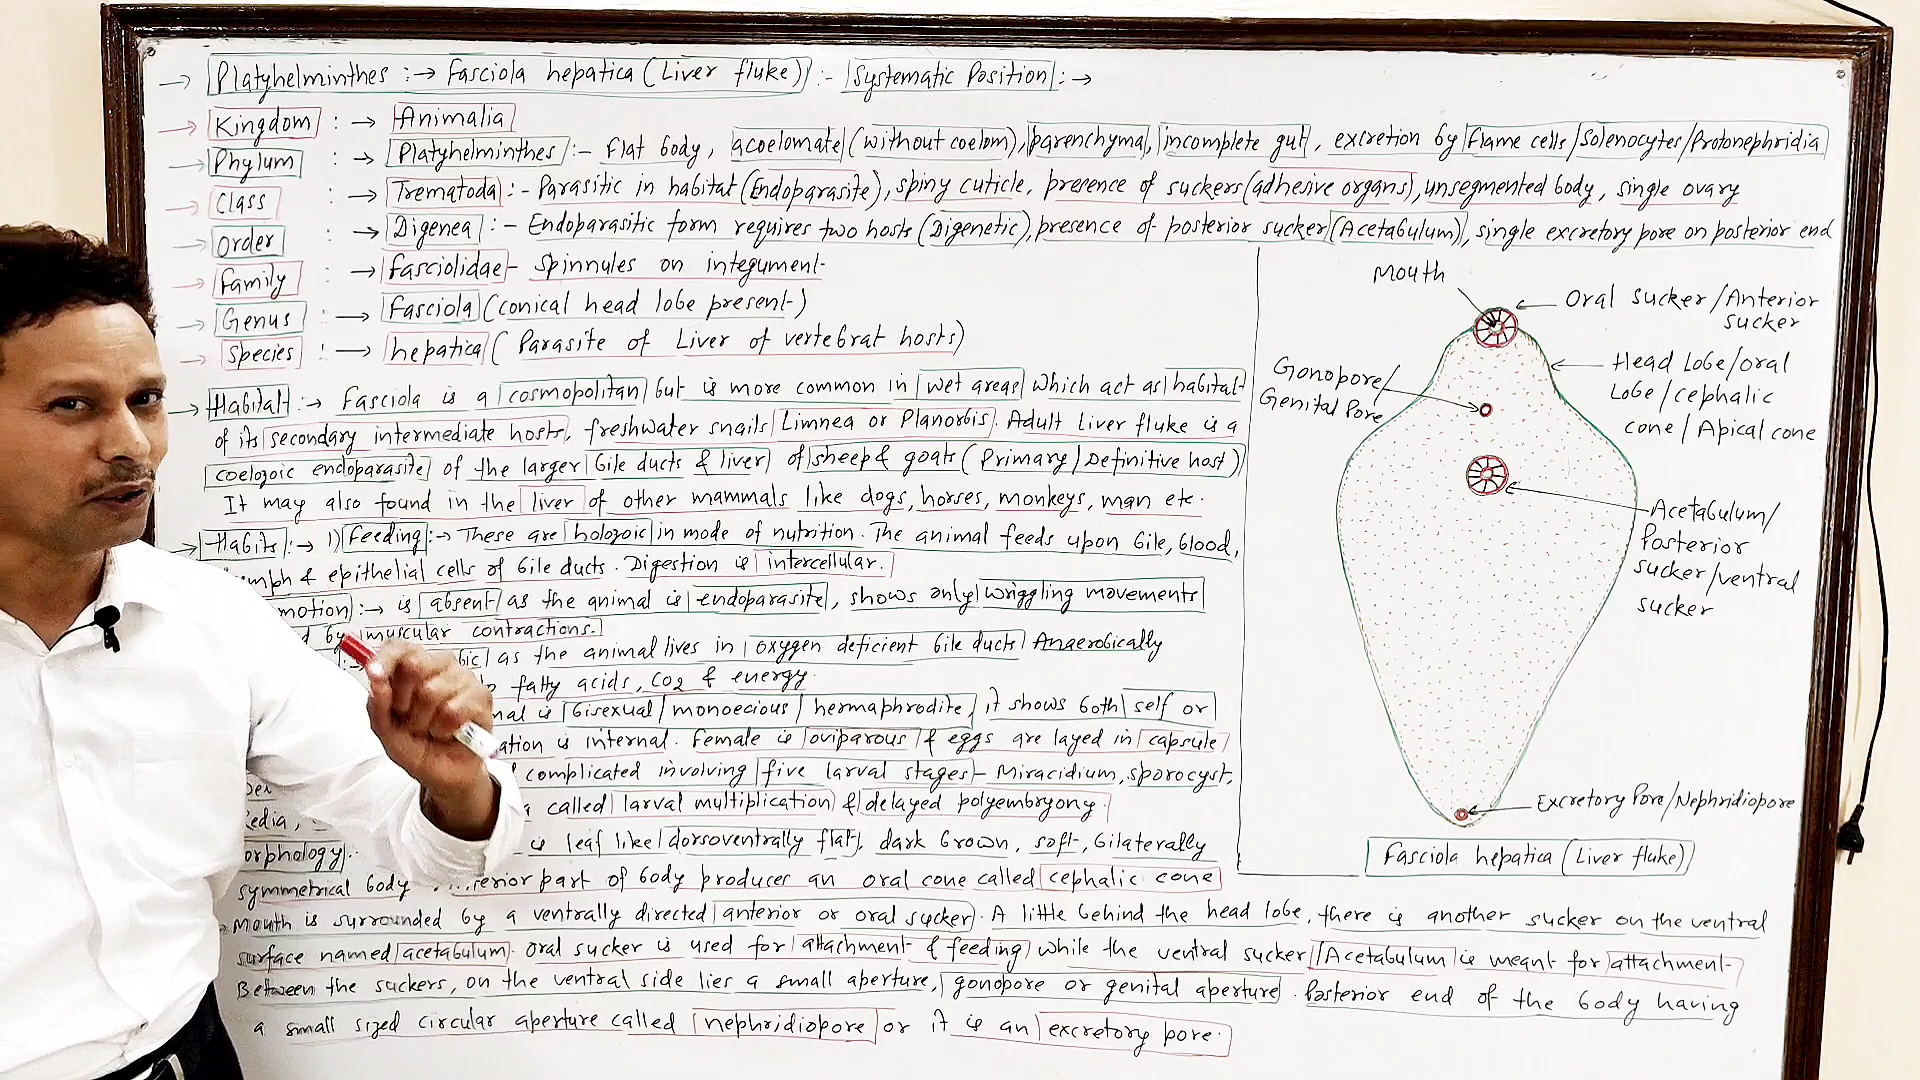 → Platyhelminthes :→ Fasciola hepatica (Liver fluke) :- Systematic Position :→
→ Kingdom : → Animalia
→ Phylum : → Platyhelminthes :- Flat body, acoelomate (without coelom), parenchyma, incomplete gut, excretion by Flame cells/Solenocytes/Protonephridia
→ Class : → Trematoda :- Parasitic in habitat (Endoparasite), spiny cuticle, presence of suckers (adhesive organs), unsegmented body, single ovary
→ Order : → Digenea :- Endoparasitic form requires two hosts (Digenetic), presence of posterior sucker (Acetabulum), single excretory pore on posterior end
→ Family : → Fasciolidae - Spinnules on integument.
→ Genus : → Fasciola (conical head lobe present)
→ Species : → hepatica (Parasite of Liver of vertebrat hosts)
→ Habitat :→ Fasciola is a cosmopolitan but is more common in wet areas which act as habitat
of its secondary intermediate hosts, freshwater snails Limnea or Planorbis. Adult Liver fluke is a
coelozoic endoparasite of the larger bile ducts & liver of sheep & goats (Primary/Definitive host)
It may also found in the liver of other mammals like dogs, horses, monkeys, man etc.
→ Habits :→ 1) Feeding :→ These are holozoic in mode of nutrition. The animal feeds upon bile, blood,
lymph & epithelial cells of bile ducts. Digestion is intercellular.
motion :→ is absent as the animal is endoparasite, shows only wriggling movements
by muscular contractions.
bic as the animal lives in oxygen deficient bile ducts Anaerobically
fatty acids, CO2 & energy.
mal is bisexual/monoecious/hermaphrodite, it shows both self or
ation is internal. Female is oviparous & eggs are layed in capsule
complicated involving five larval stages - Miracidium, sporocyst,
Redia, a called larval multiplication & delayed polyembryony.
orphology is leaf like dorsoventrally flat, dark brown, soft, bilaterally
symmetrical body. Anterior part of body produces an oral cone called cephalic cone
Mouth is surrounded by a ventrally directed anterior or oral sucker. A little behind the head lobe, there is another sucker on the ventral
surface named acetabulum. Oral sucker is used for attachment & feeding while the ventral sucker/Acetabulum is meant for attachment.
Between the suckers, on the ventral side lies a small aperture, gonopore or genital aperture. Posterior end of the body having
a small sized circular aperture called nephridiopore or it is an excretory pore.
Mouth
Oral sucker/Anterior
sucker
Head Lobe/oral
Lobe/cephalic
cone/Apical cone
Gonopore/
Genital Pore
Acetabulum/
Posterior
sucker/ventral
sucker
Excretory Pore/Nephridiopore
Fasciola hepatica (Liver fluke)